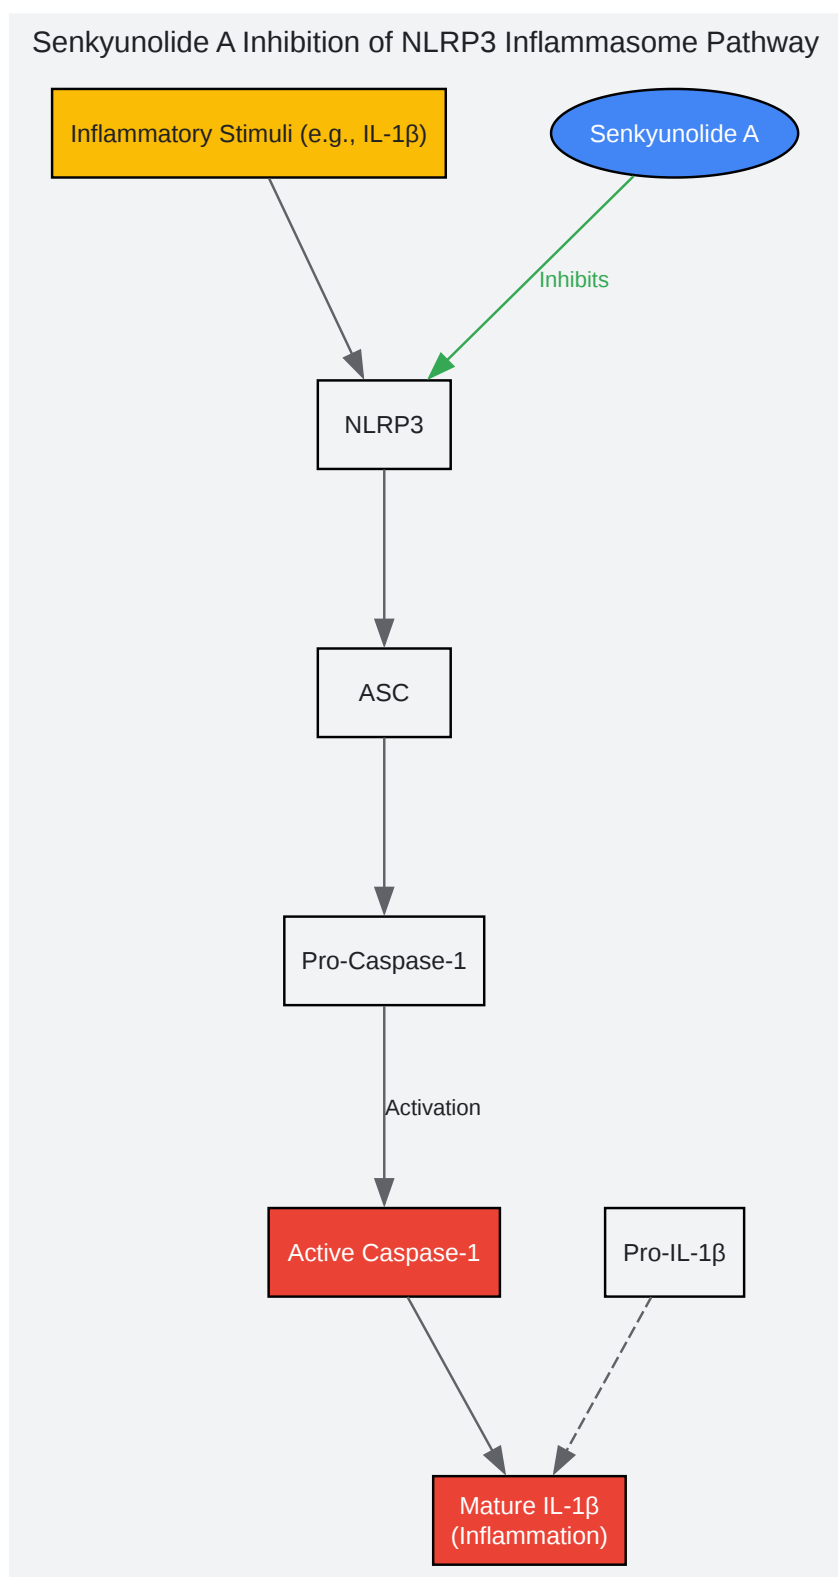 Senkyunolide A Inhibition of NLRP3 Inflammasome Pathway
Inflammatory Stimuli (e.g., IL-1β)
Senkyunolide A
Inhibits
NLRP3
ASC
Pro-Caspase-1
Activation
Active Caspase-1
Pro-IL-1β
Mature IL-1β
(Inflammation)